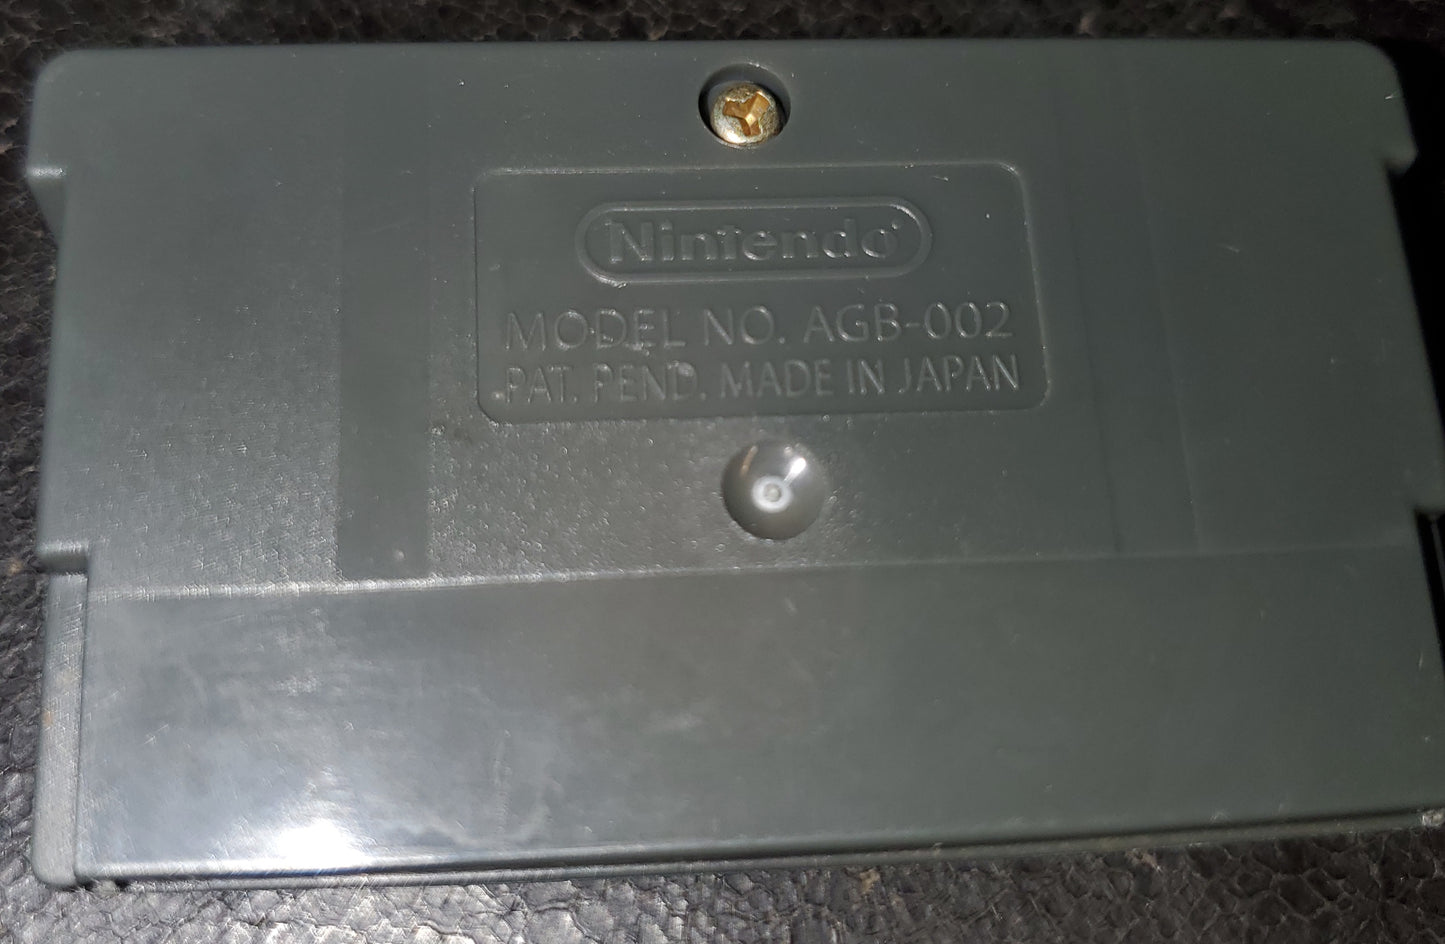 Nintendo
MODEL NO. AGB-002
PAT. PEND. MADE IN JAPAN